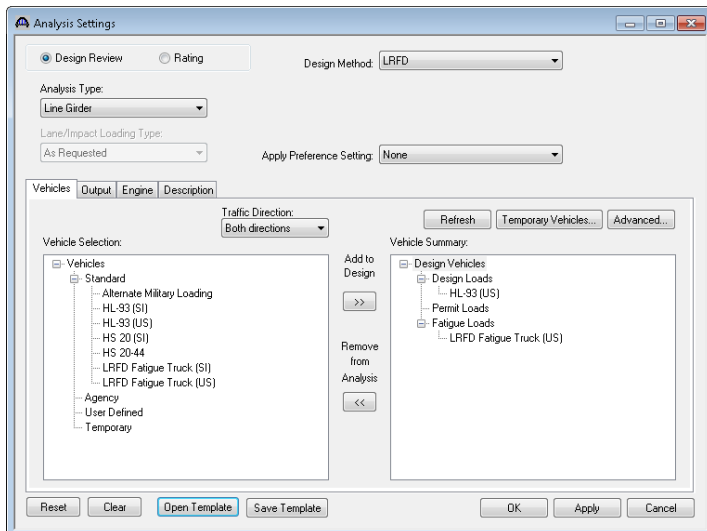 Analysis Settings
Design Review
Rating
Design Method: LRFD
Analysis Type:
Line Girder
Lane/Impact Loading Type:
As Requested
Apply Preference Setting: None
Vehicles Output Engine Description
Traffic Direction:
Both directions
Refresh Temporary Vehicles... Advanced...
Vehicle Selection:
Vehicles
Standard
Alternate Military Loading
HL-93 (SI)
HL-93 (US)
HS 20 (SI)
HS 20-44
LRFD Fatigue Truck (SI)
LRFD Fatigue Truck (US)
Agency
User Defined
Temporary
Add to
Design
>>
Remove
from
Analysis
<<
Vehicle Summary:
Design Vehicles
Design Loads
HL-93 (US)
Permit Loads
Fatigue Loads
LRFD Fatigue Truck (US)
Reset Clear Open Template Save Template OK Apply Cancel